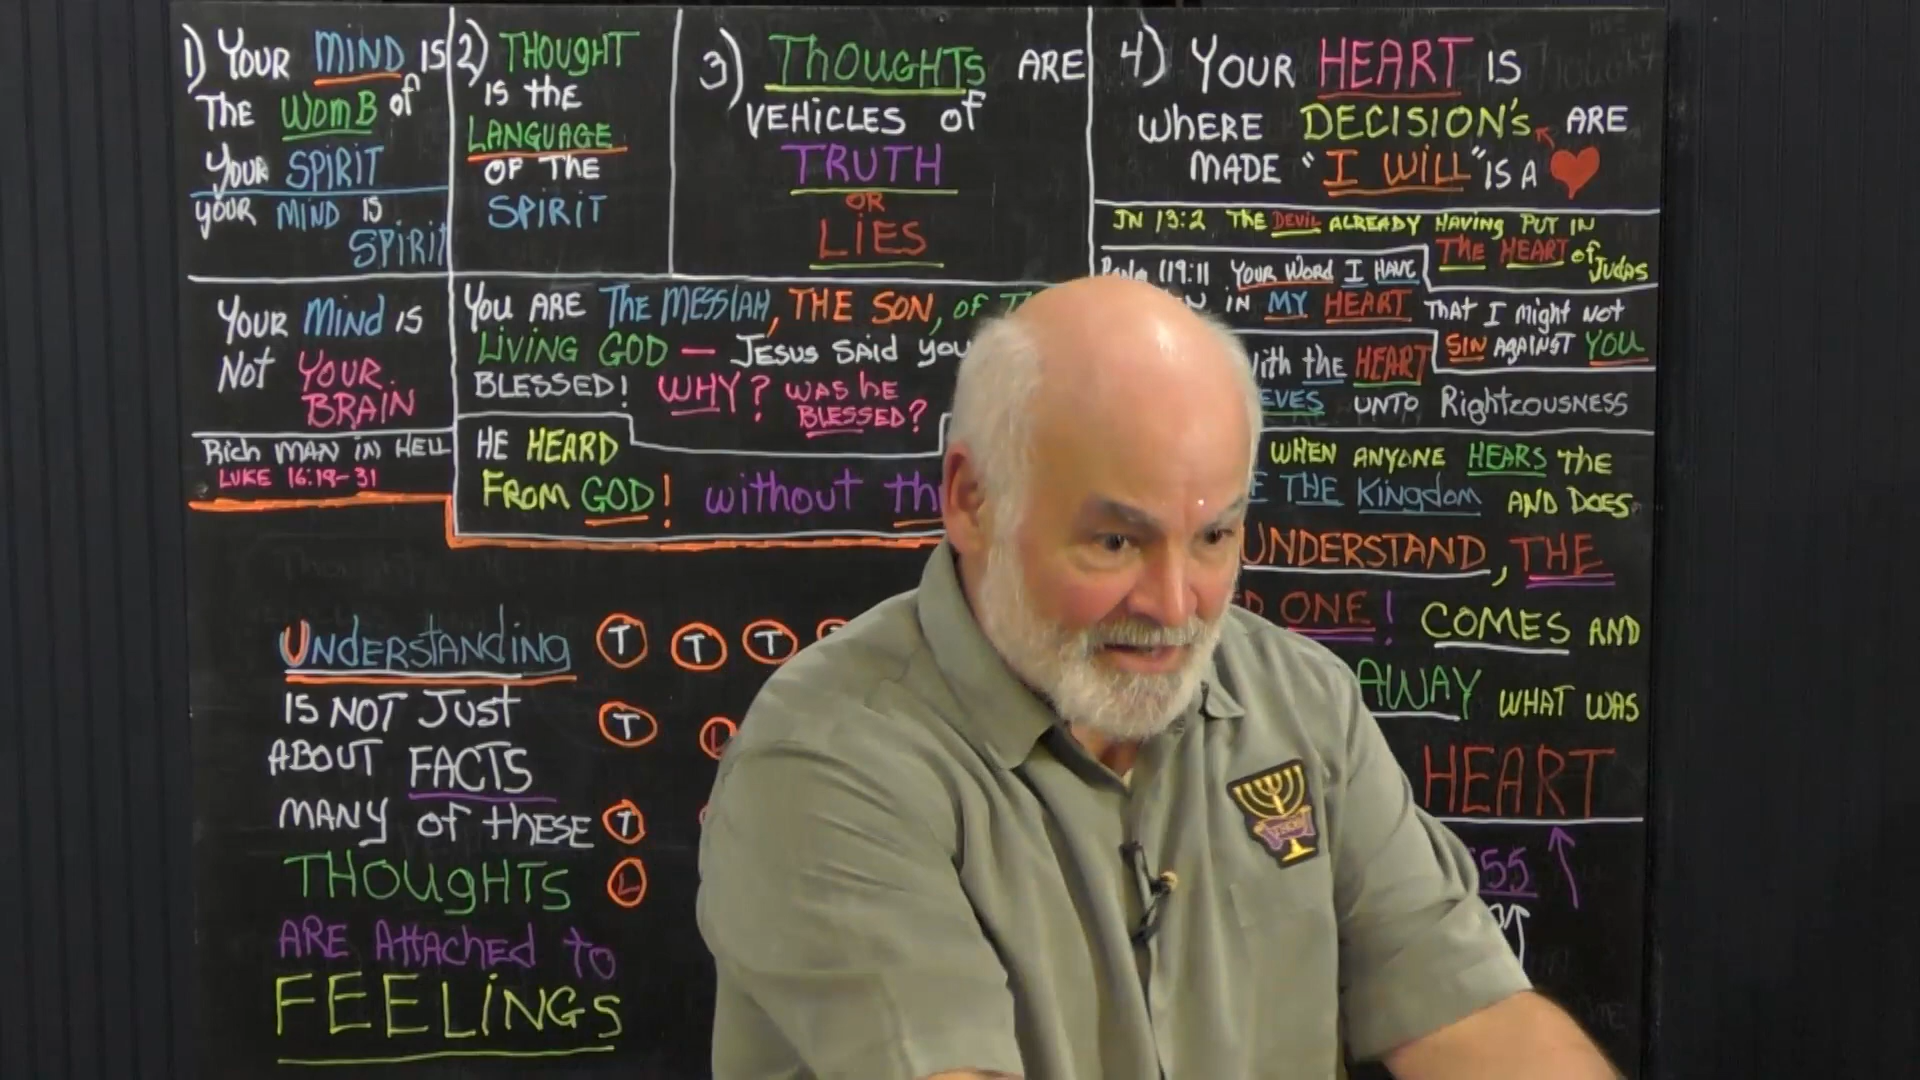 1) YOUR MIND IS
THE WOMB of
YOUR SPIRIT
YOUR MIND IS
SPIRIT
YOUR MIND IS
NOT YOUR
BRAIN
Rich MAN IN HELL
LUKE 16:19-31
2) THOUGHT
IS the
LANGUAGE
OF THE
SPIRIT
3) THOUGHTS ARE
VEHICLES of
TRUTH
OR
LIES
YOU ARE THE MESSIAH, THE SON, of
LIVING GOD — JESUS SAID YOU
BLESSED! WHY? WAS hE
BLESSED?
HE HEARD
FROM GOD! without
UNDERSTANDING T T T
IS NOT JUST T L
ABOUT FACTS
MANY of THESE T
THOUGHTS L
ARE Attached to
FEELINGS
4) YOUR HEART IS
WHERE DECISION'S ARE
MADE "I WILL" IS A
JN 13:2 THE DEVIL ALREADY HAVING PUT IN
THE HEART of
JUDAS
119:11 YOUR WORD I HAVE
IN MY HEART THAT I might NOT
SIN AGAINST YOU
with the HEART
UNTO RighteousNESS
WHEN ANYONE HEARS THE
THE Kingdom AND DOES
UNDERSTAND, THE
ONE! COMES AND
AWAY WHAT WAS
HEART
55